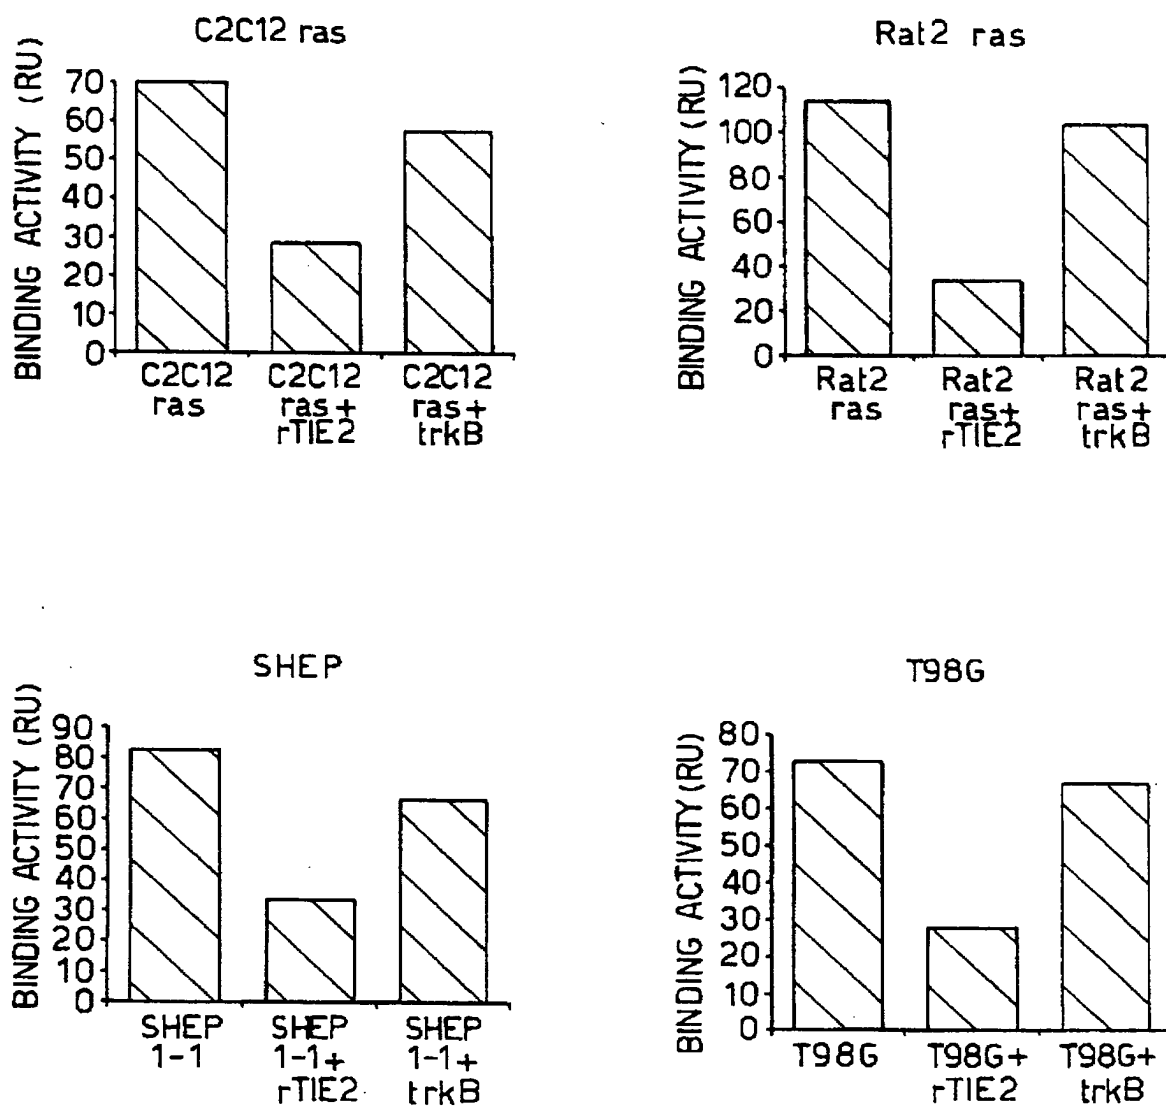 C2C12 ras
BINDING ACTIVITY (RU)
70
60
50
40
30
20
10
0
C2C12 C2C12 C2C12
ras ras+ ras+
rTIE2 trkB
Rat2 ras
BINDING ACTIVITY (RU)
120
100
80
60
40
20
0
Rat2 Rat2 Rat2
ras ras+ ras+
rTIE2 trkB
SHEP
BINDING ACTIVITY (RU)
90
80
70
60
50
40
30
20
10
0
SHEP SHEP SHEP
1-1 1-1+ 1-1+
rTIE2 trkB
T98G
BINDING ACTIVITY (RU)
80
70
60
50
40
30
20
10
0
T98G T98G+ T98G+
rTIE2 trkB